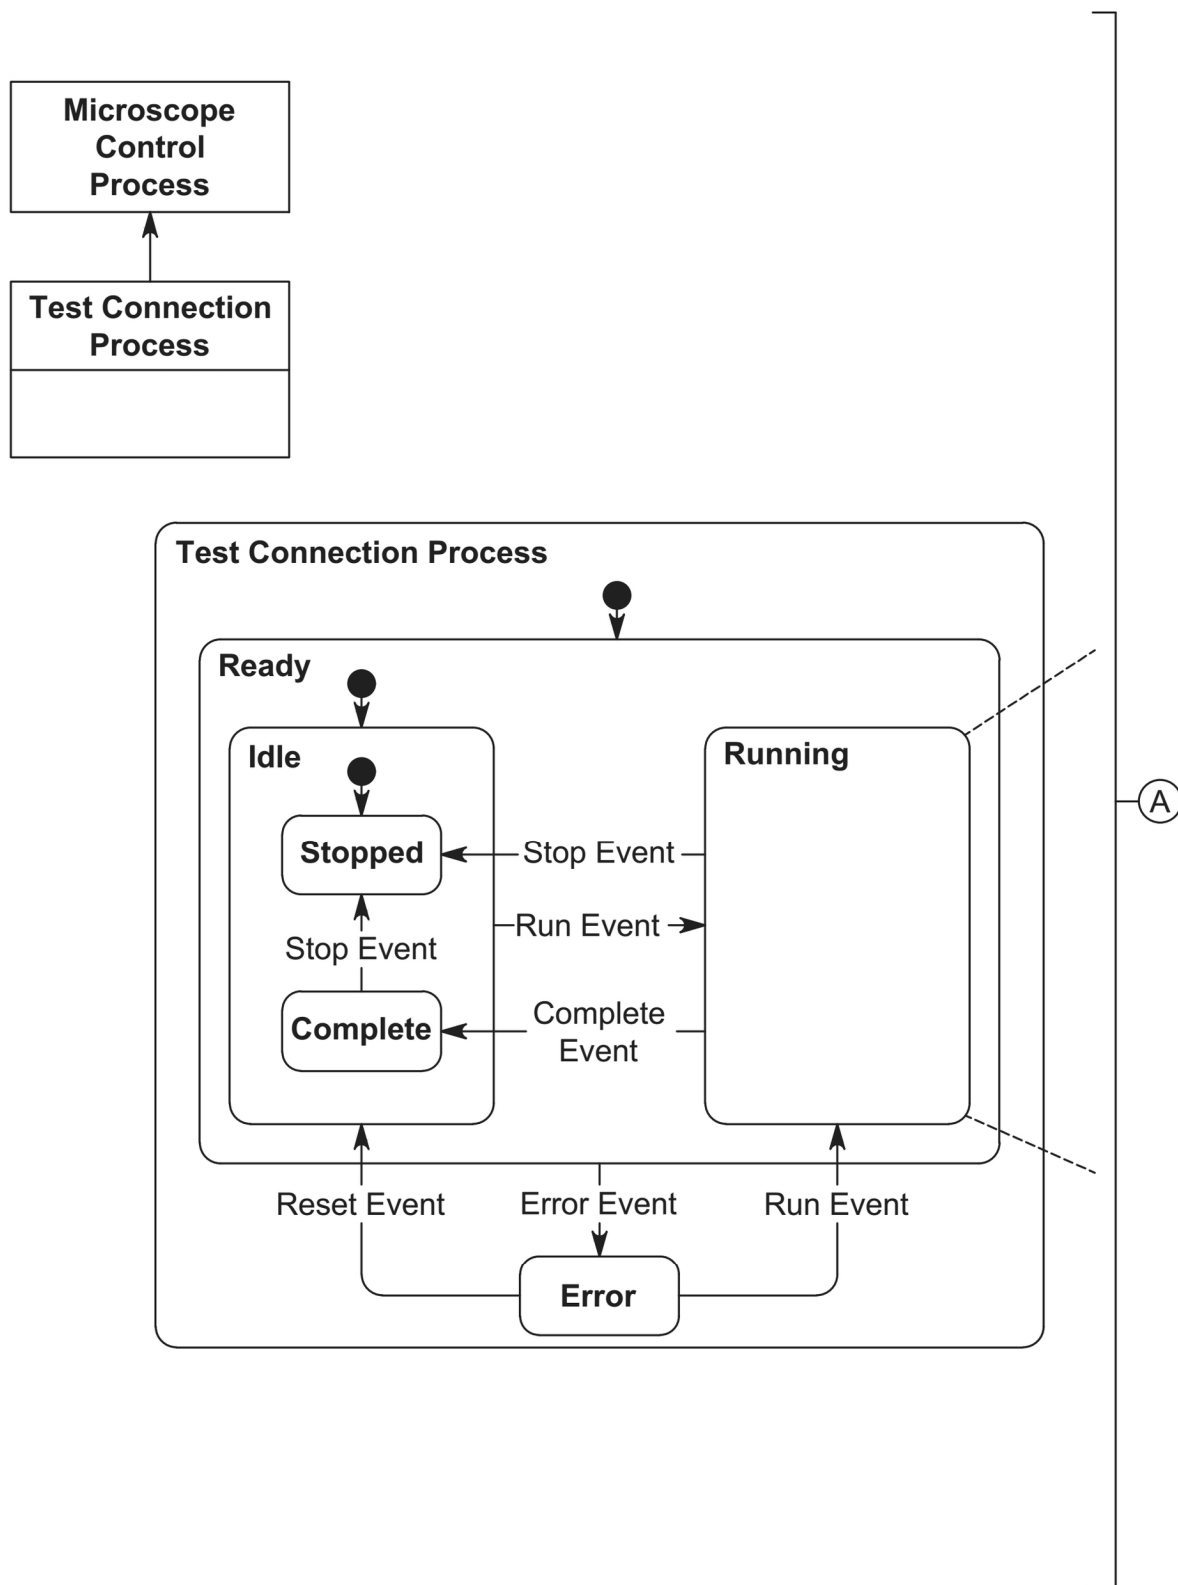 Microscope
Control
Process
Test Connection
Process
Test Connection Process
Ready
Idle
Running
Stopped
Stop Event
Run Event
Stop Event
Complete
Event
Complete
Reset Event
Error Event
Run Event
Error
A